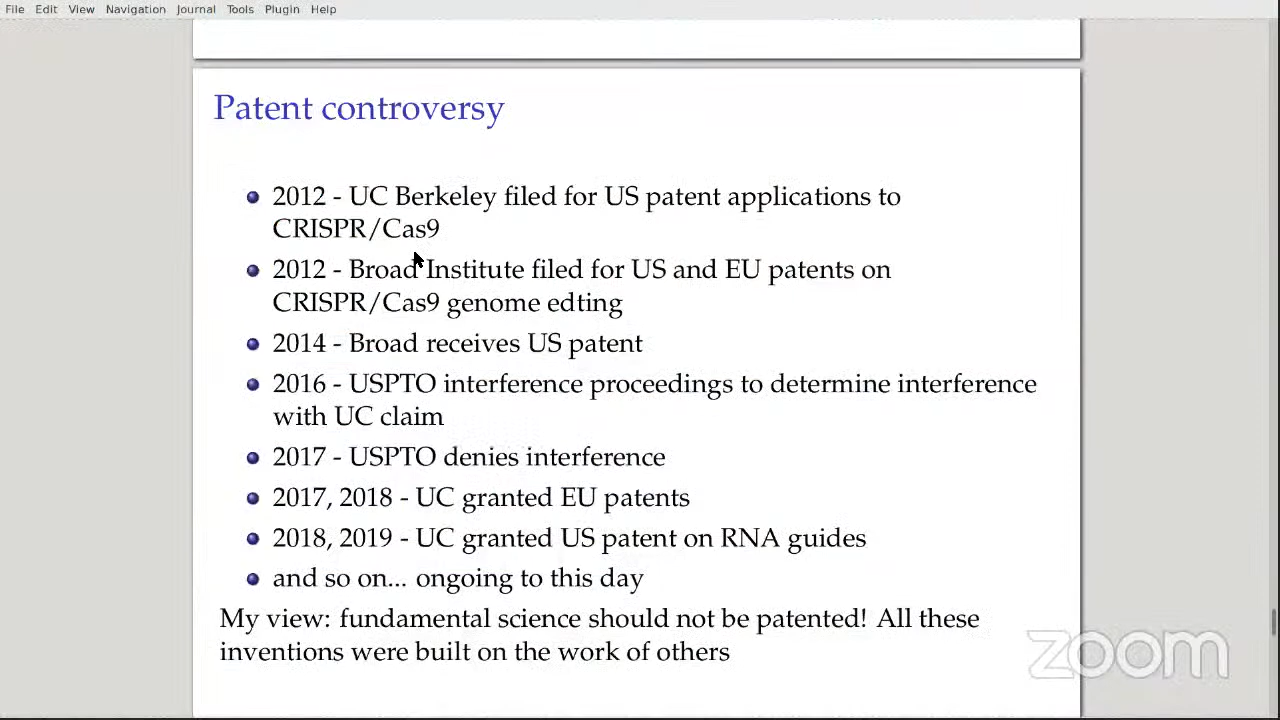 File Edit View Navigation Journal Tools Plugin Help
Patent controversy
2012 - UC Berkeley filed for US patent applications to
CRISPR/Cas9
2012 - Broad Institute filed for US and EU patents on
CRISPR/Cas9 genome edting
2014 - Broad receives US patent
2016 - USPTO interference proceedings to determine interference
with UC claim
2017 - USPTO denies interference
2017, 2018 - UC granted EU patents
2018, 2019 - UC granted US patent on RNA guides
and so on... ongoing to this day
My view: fundamental science should not be patented! All these
inventions were built on the work of others
zoom